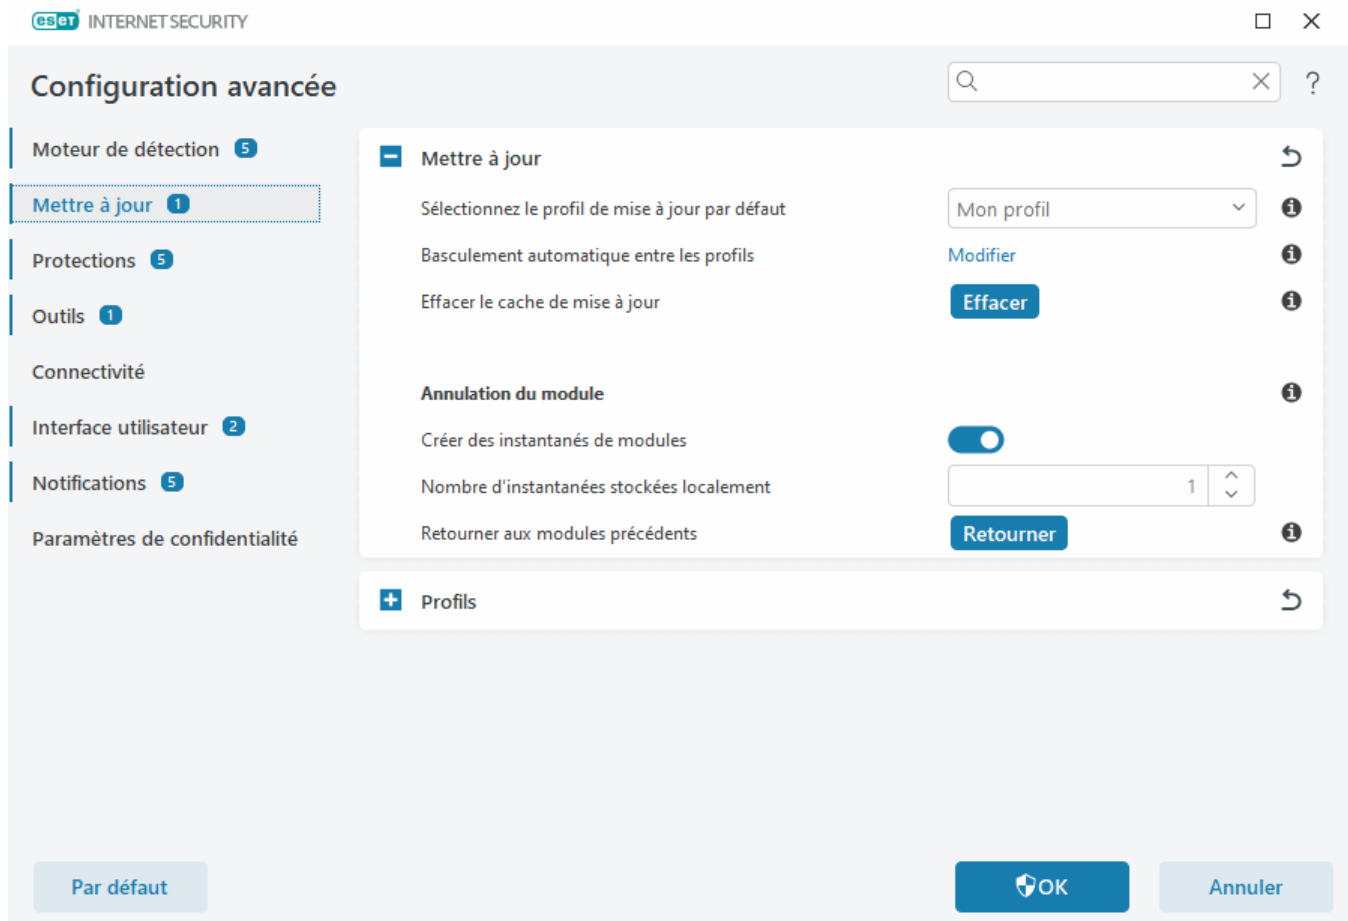 eset INTERNET SECURITY
Configuration avancée
?
Moteur de détection 5
Mettre à jour 1
Protections 5
Outils 1
Connectivité
Interface utilisateur 2
Notifications 5
Paramètres de confidentialité
Mettre à jour
Sélectionnez le profil de mise à jour par défaut
Mon profil
Basculement automatique entre les profils
Modifier
Effacer le cache de mise à jour
Effacer
Annulation du module
Créer des instantanés de modules
Nombre d'instantanées stockées localement
1
Retourner aux modules précédents
Retourner
Profils
Par défaut
OK
Annuler